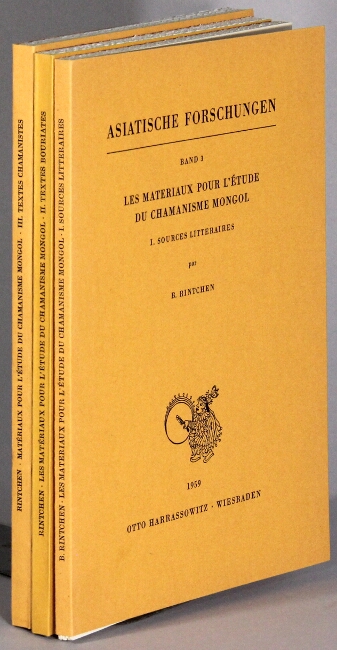 RINTCHEN · MATÉRIAUX POUR L'ÉTUDE DU CHAMANISME MONGOL · III. TEXTES CHAMANISTES
RINTCHEN · LES MATÉRIAUX POUR L'ÉTUDE DU CHAMANISME MONGOL · II. TEXTES BOURIATES
B. RINTCHEN · LES MATERIAUX POUR L'ÉTUDE DU CHAMANISME MONGOL · I. SOURCES LITTERAIRES
ASIATISCHE FORSCHUNGEN
BAND 3
LES MATERIAUX POUR L'ÉTUDE
DU CHAMANISME MONGOL
I. SOURCES LITTERAIRES
par
B. RINTCHEN
1959
OTTO HARRASSOWITZ · WIESBADEN